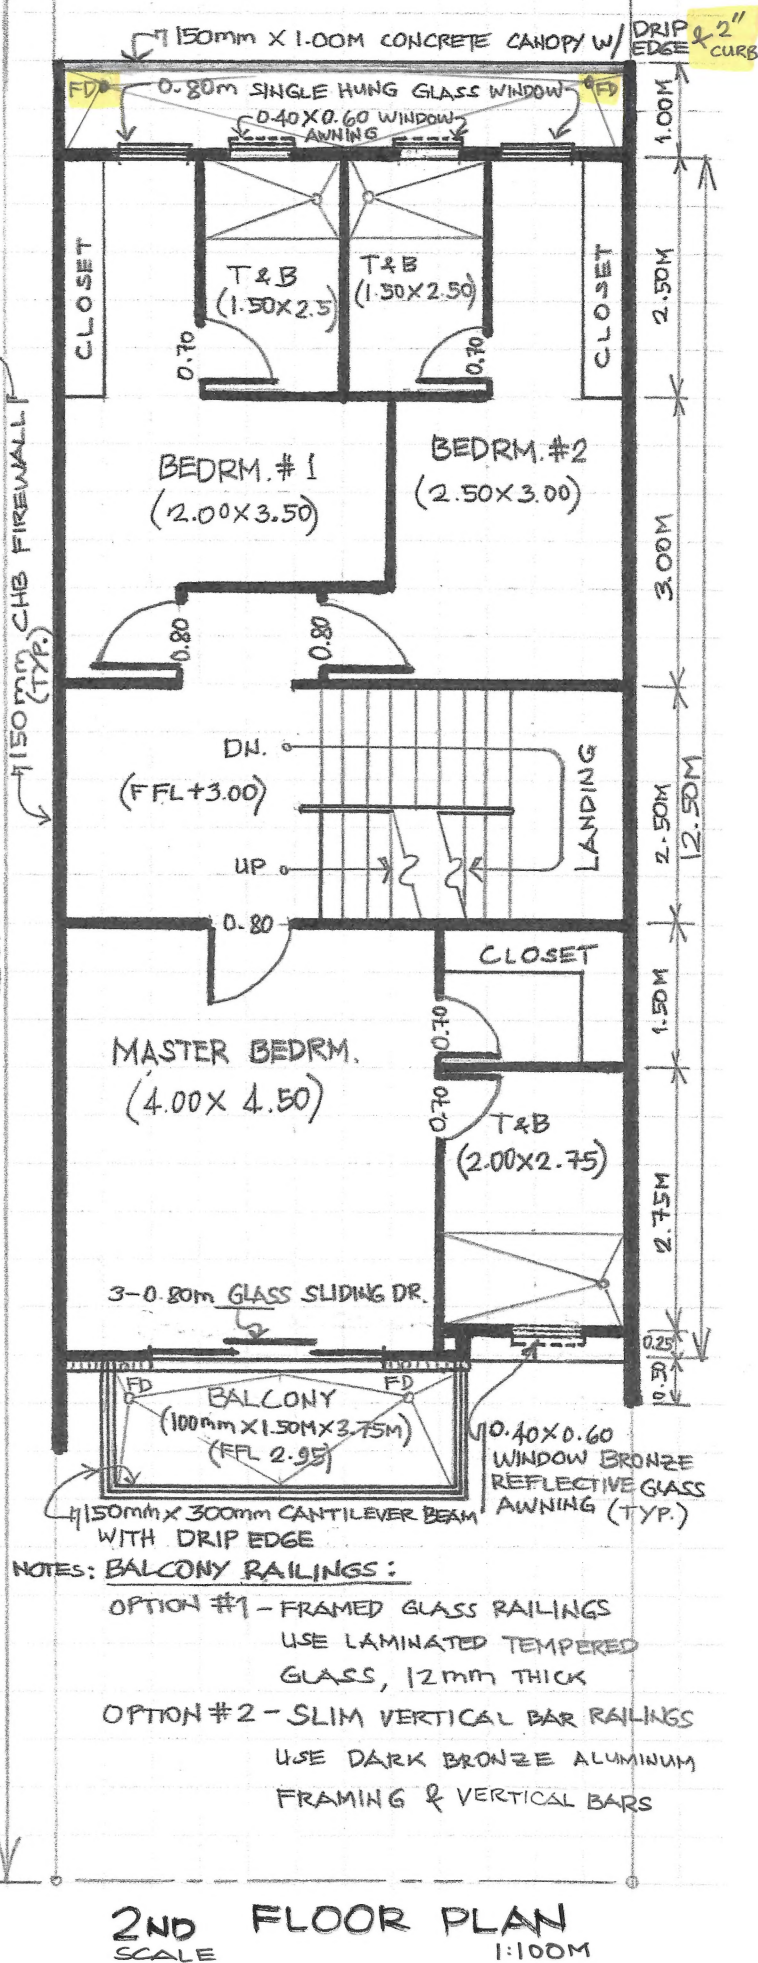 150mm X 1.00M CONCRETE CANOPY W/ DRIP EDGE & 2" CURB
FD
0.80m SINGLE HUNG GLASS WINDOW
FD
0.40X0.60 WINDOW
AWNING
1.00M
CLOSET
T&B
(1.50X2.5)
T&B
(1.50X2.50)
CLOSET
2.50M
0.70
0.70
BEDRM.#1
(2.00X3.50)
BEDRM.#2
(2.50X3.00)
3.00M
150mm CHB FIREWALL
(TYP.)
0.80
0.80
DN.
(FFL+3.00)
UP
LANDING
2.50M
12.50M
0.80
CLOSET
1.50M
0.70
MASTER BEDRM.
(4.00X 4.50)
0.70
T&B
(2.00X2.75)
2.75M
3-0.80m GLASS SLIDING DR.
0.25
0.50
FD
FD
BALCONY
(100mm X1.50MX3.75M)
(FFL 2.95)
0.40X0.60
WINDOW BRONZE
REFLECTIVE GLASS
AWNING (TYP.)
150mm X 300mm CANTILEVER BEAM
WITH DRIP EDGE
NOTES: BALCONY RAILINGS:
OPTION #1 - FRAMED GLASS RAILINGS
USE LAMINATED TEMPERED
GLASS, 12mm THICK
OPTION #2 - SLIM VERTICAL BAR RAILINGS
USE DARK BRONZE ALUMINUM
FRAMING & VERTICAL BARS
2ND FLOOR PLAN
SCALE 1:100M